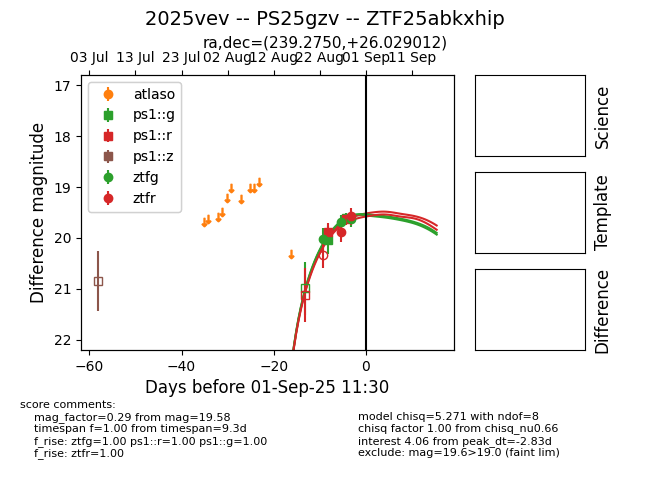 2025vev -- PS25gzv -- ZTF25abkxhip
ra,dec=(239.2750,+26.029012)
03 Jul 13 Jul 23 Jul 02 Aug 12 Aug 22 Aug 01 Sep 11 Sep
17
18
19
20
21
22
Difference magnitude
atlaso
ps1::g
ps1::r
ps1::z
ztfg
ztfr
−60 −40 −20 0
Days before 01-Sep-25 11:30
Science
Template
Difference
score comments:
mag_factor=0.29 from mag=19.58
timespan f=1.00 from timespan=9.3d
f_rise: ztfg=1.00 ps1::r=1.00 ps1::g=1.00
f_rise: ztfr=1.00
model chisq=5.271 with ndof=8
chisq factor 1.00 from chisq_nu0.66
interest 4.06 from peak_dt=-2.83d
exclude: mag=19.6>19.0 (faint lim)